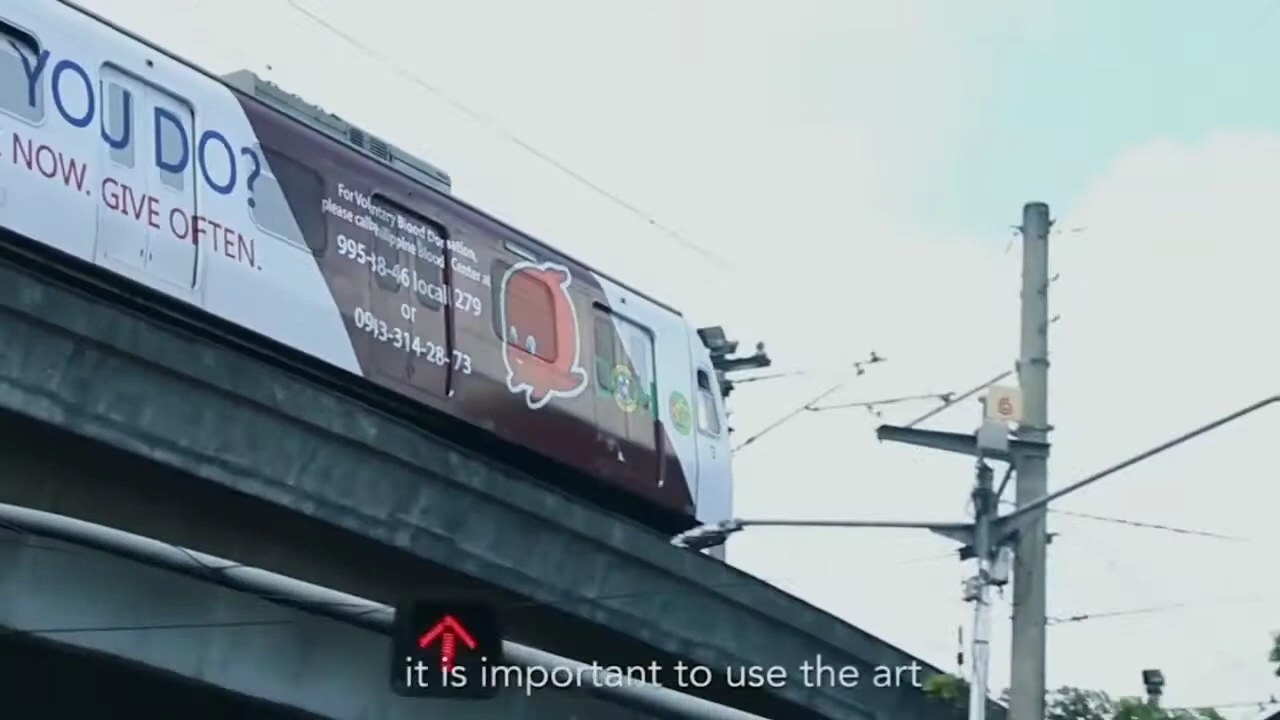 YOU DO?
NOW. GIVE OFTEN.
For Voluntary Blood Donation,
please call Philippine Blood Center at
995-38-46 local 279
or
0913-314-28-73
6
it is important to use the art